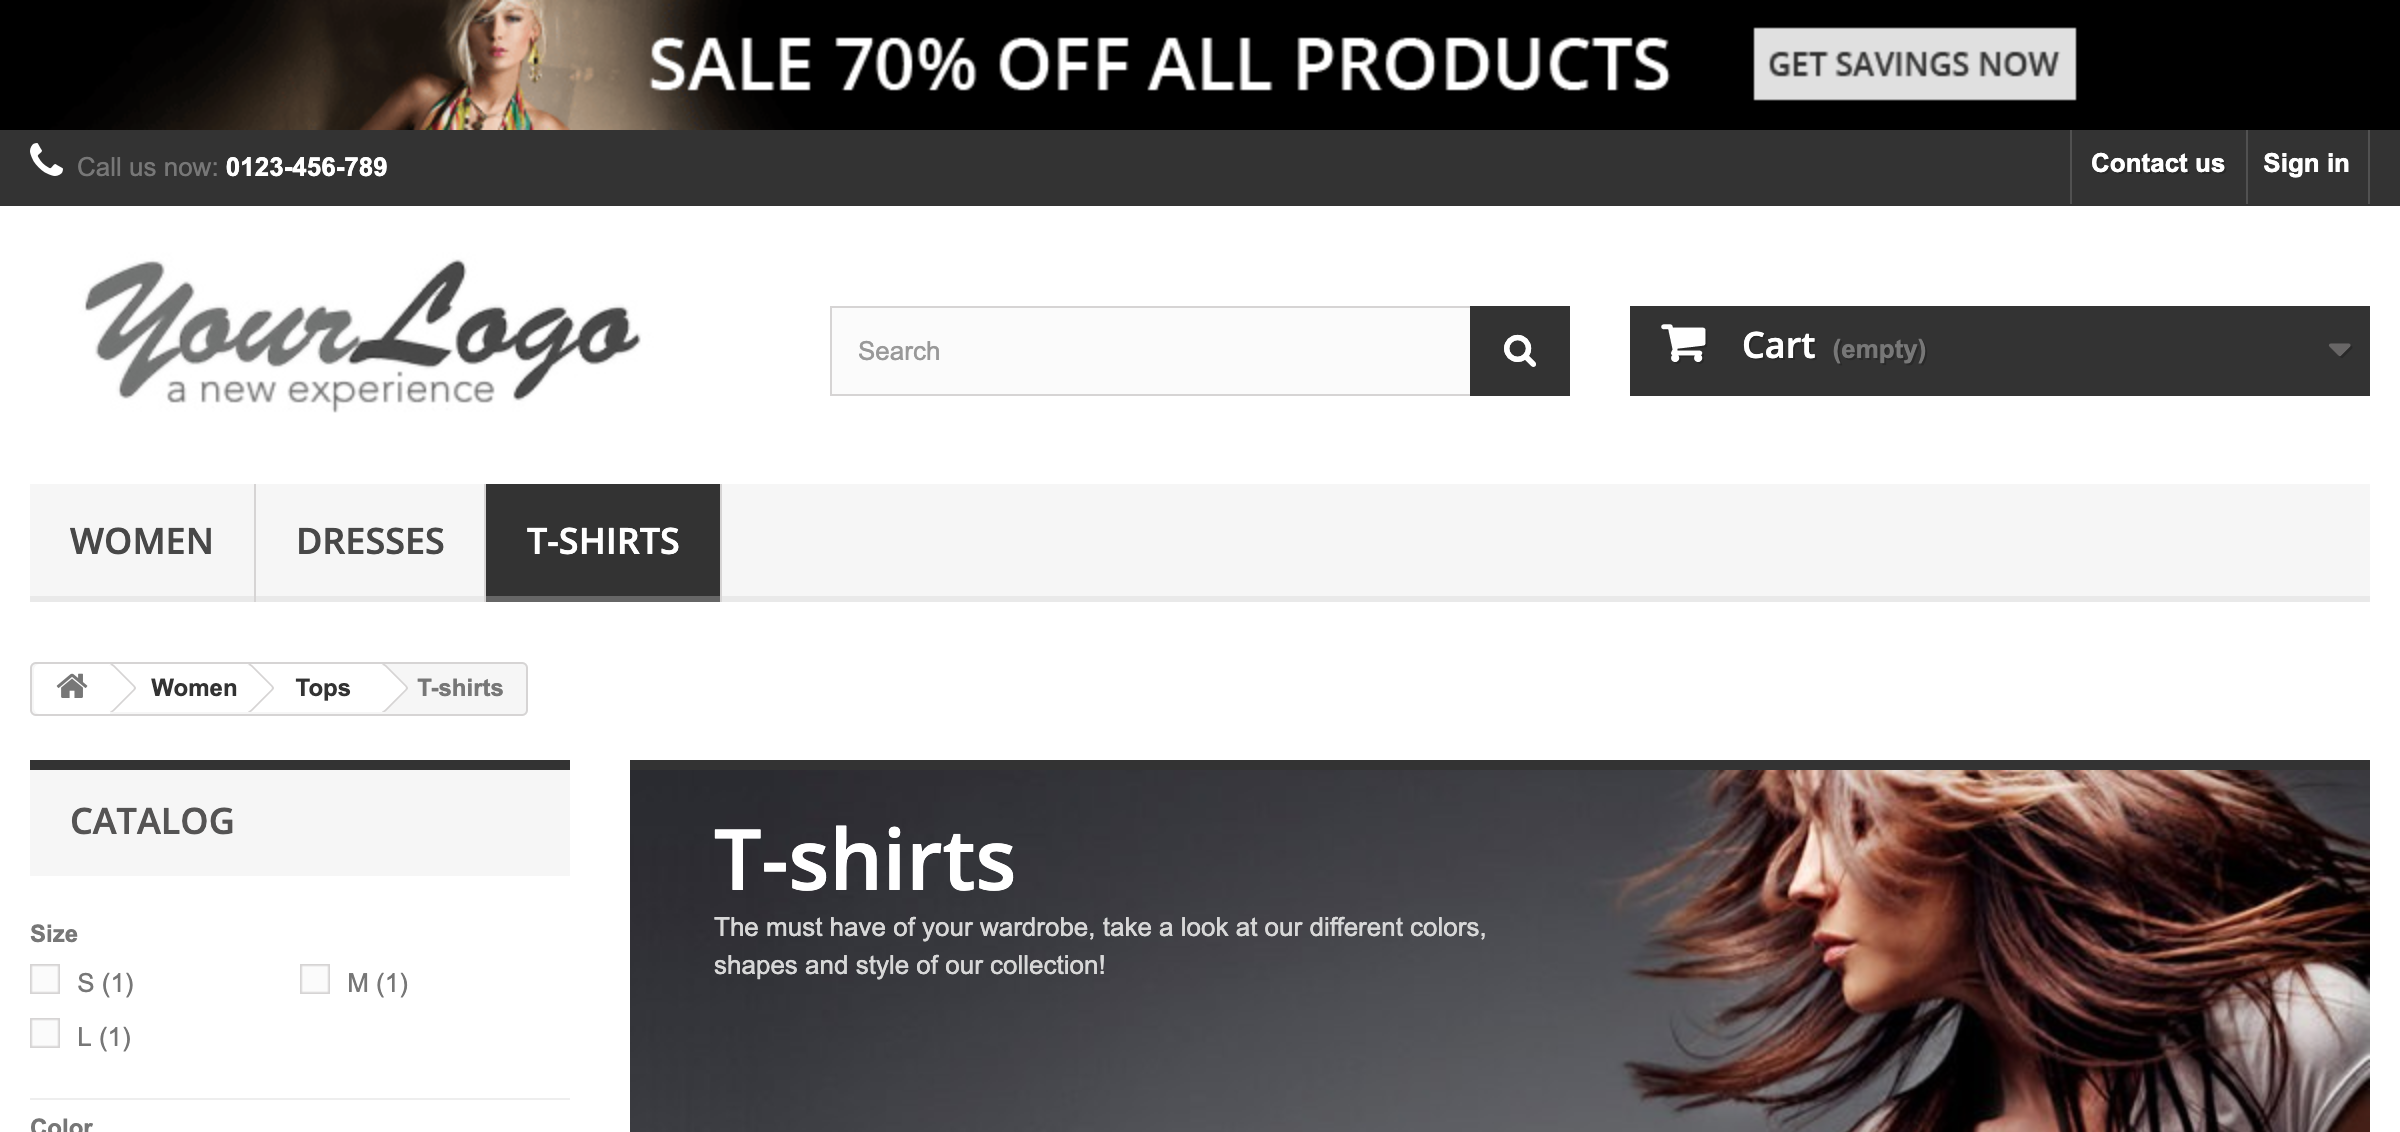 SALE 70% OFF ALL PRODUCTS
GET SAVINGS NOW
Call us now: 0123-456-789
Contact us
Sign in
YourLogo
a new experience
Search
Cart (empty)
WOMEN
DRESSES
T-SHIRTS
Women
Tops
T-shirts
CATALOG
Size
S (1)
M (1)
L (1)
Color
T-shirts
The must have of your wardrobe, take a look at our different colors,
shapes and style of our collection!